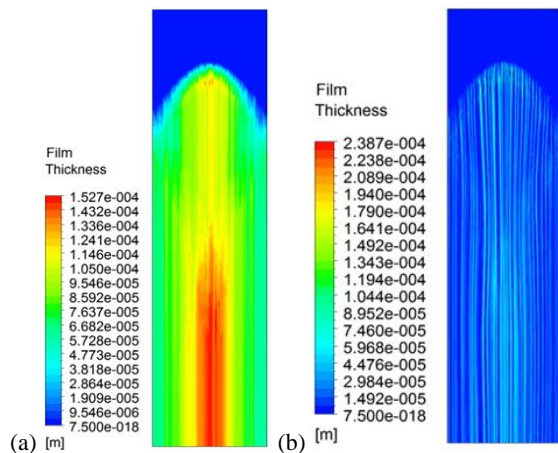 Film
Thickness
1.527e-004
1.432e-004
1.336e-004
1.241e-004
1.146e-004
1.050e-004
9.546e-005
8.592e-005
7.637e-005
6.682e-005
5.728e-005
4.773e-005
3.818e-005
2.864e-005
1.909e-005
9.546e-006
7.500e-018
[m]
(a)
Film
Thickness
2.387e-004
2.238e-004
2.089e-004
1.940e-004
1.790e-004
1.641e-004
1.492e-004
1.343e-004
1.194e-004
1.044e-004
8.952e-005
7.460e-005
5.968e-005
4.476e-005
2.984e-005
1.492e-005
7.500e-018
[m]
(b)